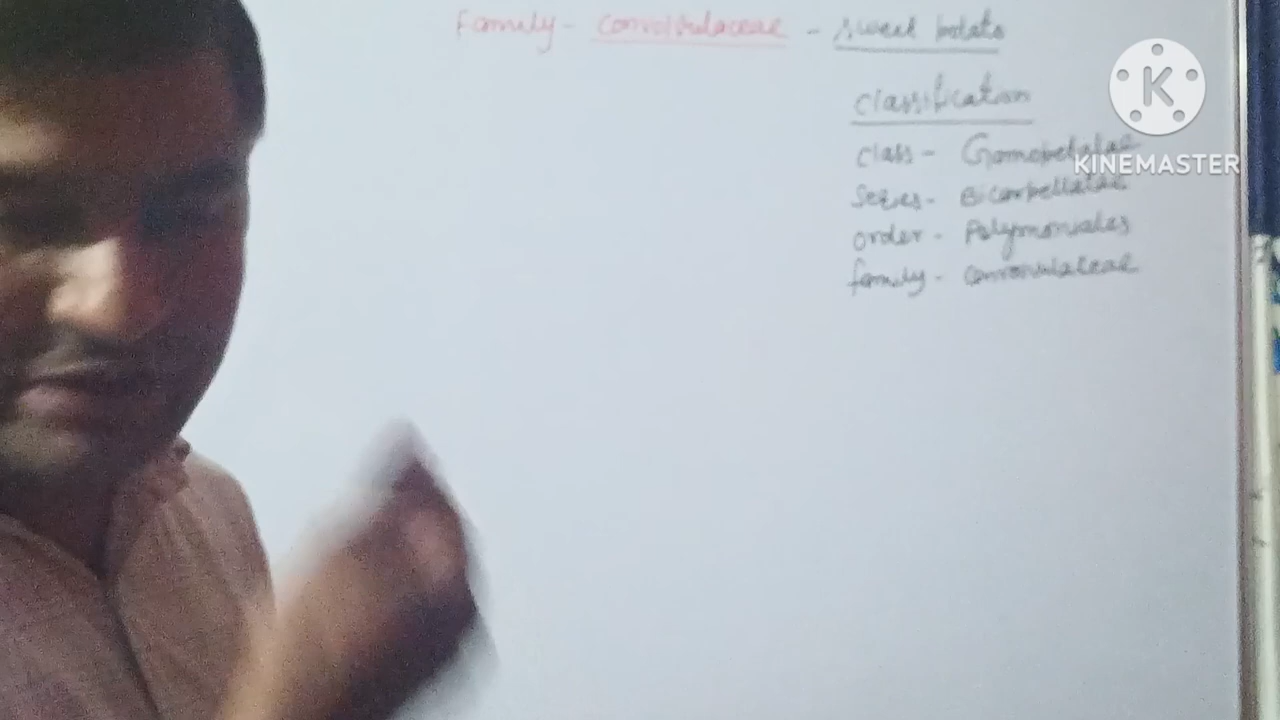 Family - convolvulaceae - sweet potato
classification
class - Gamopetalae
Series - Bicarpellatae
order - Polymoniales
family - convolvulaceae
K
KINEMASTER